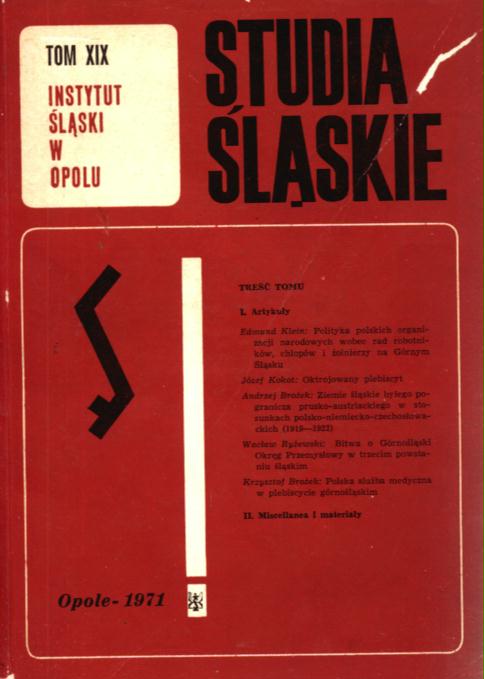 TOM XIX
INSTYTUT
ŚLĄSKI
W
OPOLU
STUDIA
ŚLĄSKIE
TREŚĆ TOMU
I. Artykuły
Edmund Klein: Polityka polskich organi-
zacji narodowych wobec rad robotni-
ków, chłopów i żołnierzy na Górnym
Śląsku
Józef Kokot: Oktrojowany plebiscyt
Andrzej Brożek: Ziemie śląskie byłego po-
granicza prusko-austriackiego w sto-
sunkach polsko-niemiecko-czechosłowa-
ckich (1919—1922)
Wacław Ryżewski: Bitwa o Górnośląski
Okręg Przemysłowy w trzecim powsta-
niu śląskim
Krzysztof Brożek: Polska służba medyczna
w plebiscycie górnośląskim
II. Miscellanea i materiały
Opole-1971